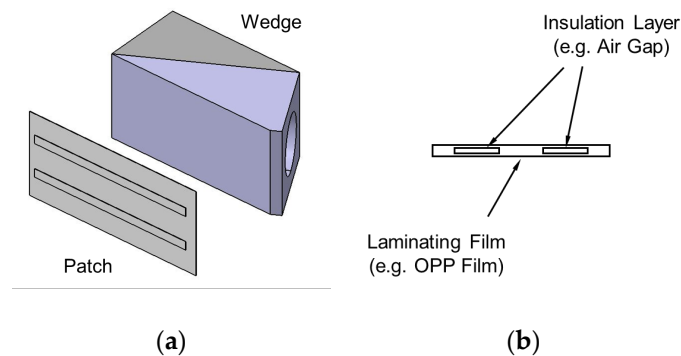 Wedge
Patch
Insulation Layer
(e.g. Air Gap)
Laminating Film
(e.g. OPP Film)
(a)
(b)